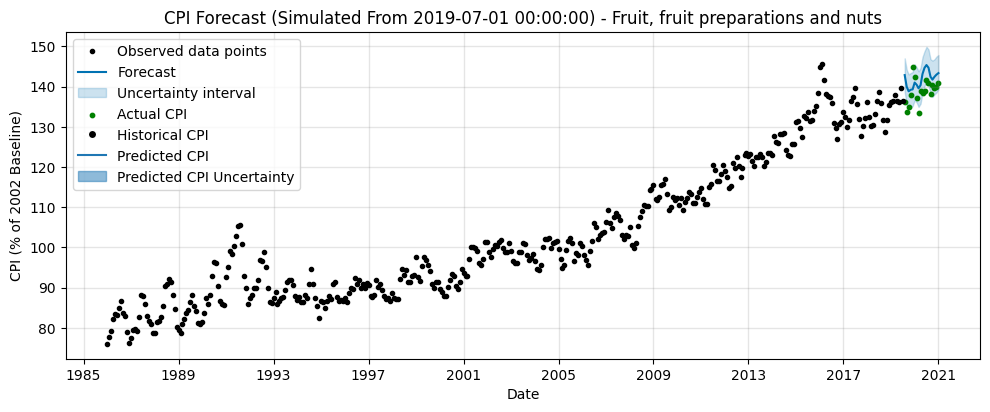 CPI Forecast (Simulated From 2019-07-01 00:00:00) - Fruit, fruit preparations and nuts
Observed data points
Forecast
Uncertainty interval
Actual CPI
Historical CPI
Predicted CPI
Predicted CPI Uncertainty
CPI (% of 2002 Baseline)
150
140
130
120
110
100
90
80
1985 1989 1993 1997 2001 2005 2009 2013 2017 2021
Date